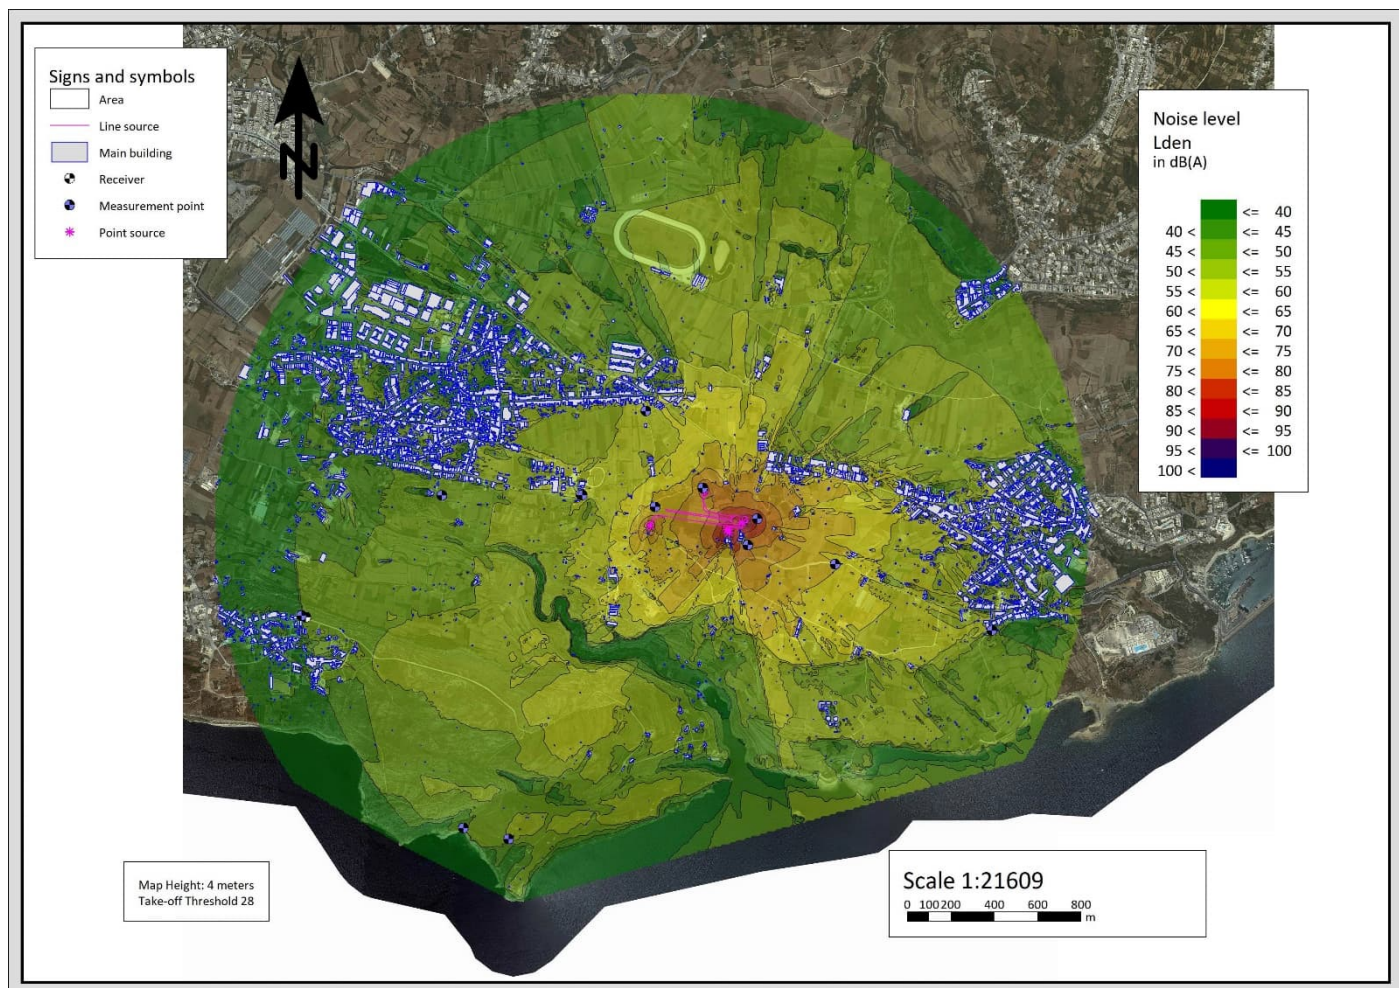 Signs and symbols
Area
Line source
Main building
Receiver
Measurement point
Point source
N
Noise level
Lden
in dB(A)
<= 40
40 < <= 45
45 < <= 50
50 < <= 55
55 < <= 60
60 < <= 65
65 < <= 70
70 < <= 75
75 < <= 80
80 < <= 85
85 < <= 90
90 < <= 95
95 < <= 100
100 <
Map Height: 4 meters
Take-off Threshold 28
Scale 1:21609
0 100 200 400 600 800
m